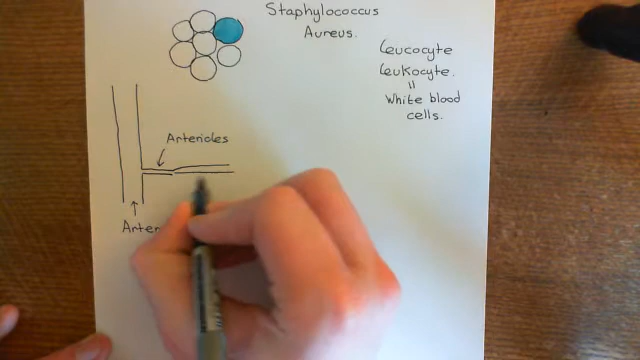 Staphylococcus
Aureus.
Leucocyte
Leukocyte.
=
White blood
cells.
Arterioles